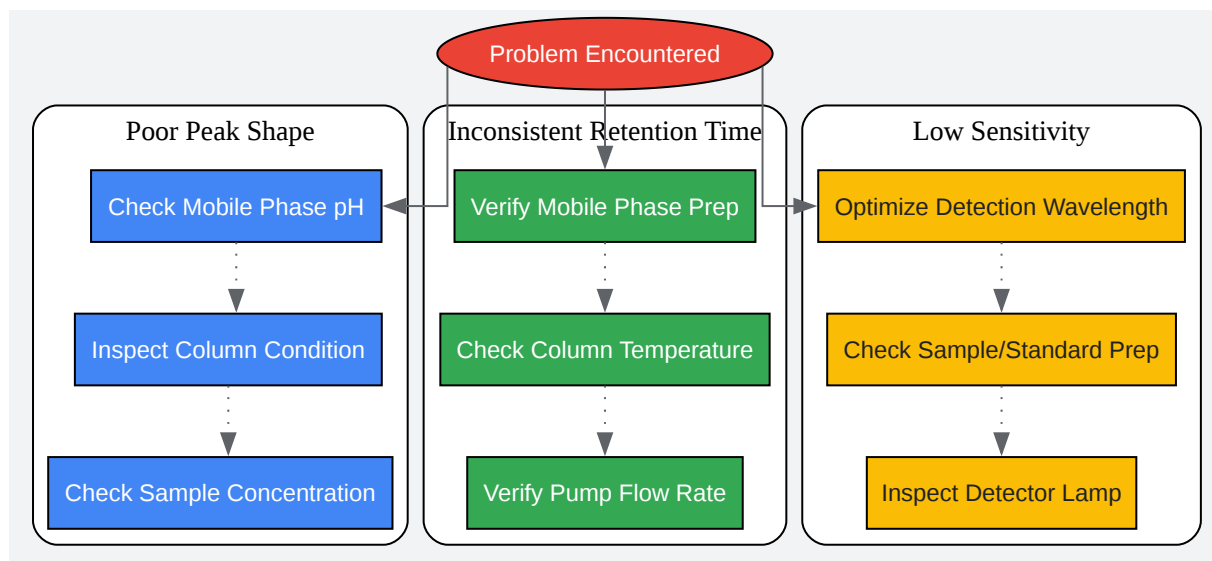 Problem Encountered
Poor Peak Shape
Check Mobile Phase pH
Inspect Column Condition
Check Sample Concentration
Inconsistent Retention Time
Verify Mobile Phase Prep
Check Column Temperature
Verify Pump Flow Rate
Low Sensitivity
Optimize Detection Wavelength
Check Sample/Standard Prep
Inspect Detector Lamp